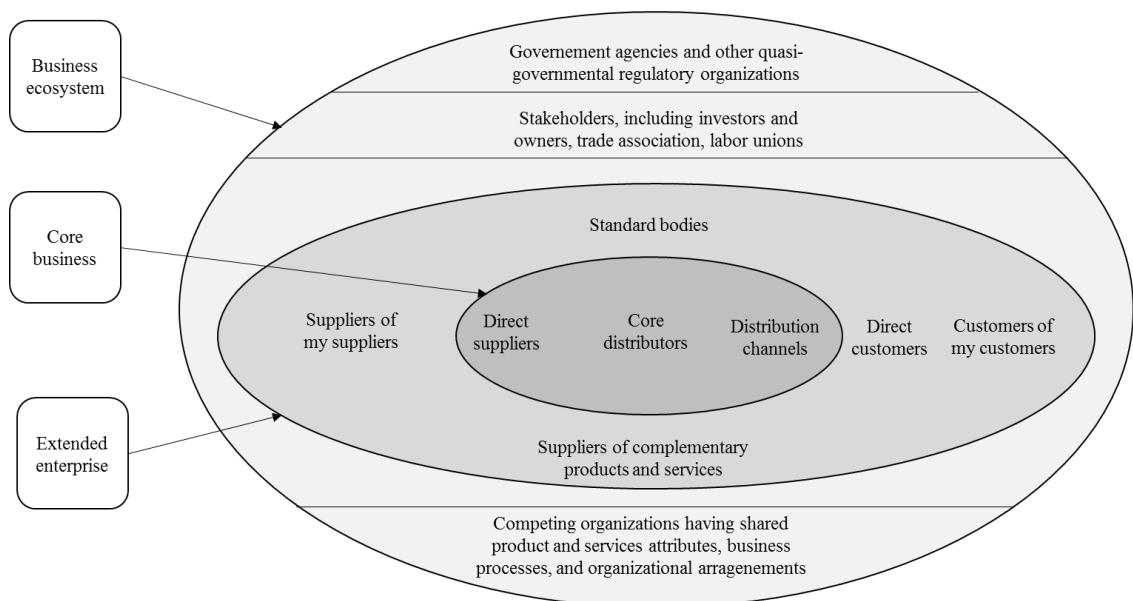 Business
ecosystem
Governement agencies and other quasi-
governmental regulatory organizations
Stakeholders, including investors and
owners, trade association, labor unions
Core
business
Standard bodies
Suppliers of
my suppliers
Direct
suppliers
Core
distributors
Distribution
channels
Direct
customers
Customers of
my customers
Extended
enterprise
Suppliers of complementary
products and services
Competing organizations having shared
product and services attributes, business
processes, and organizational arragenements